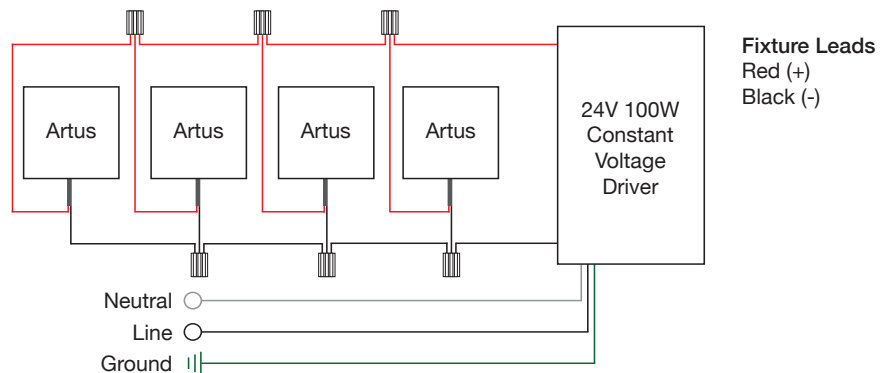 Artus
Artus
Artus
Artus
24V 100W
Constant
Voltage
Driver
Fixture Leads
Red (+)
Black (-)
Neutral
Line
Ground